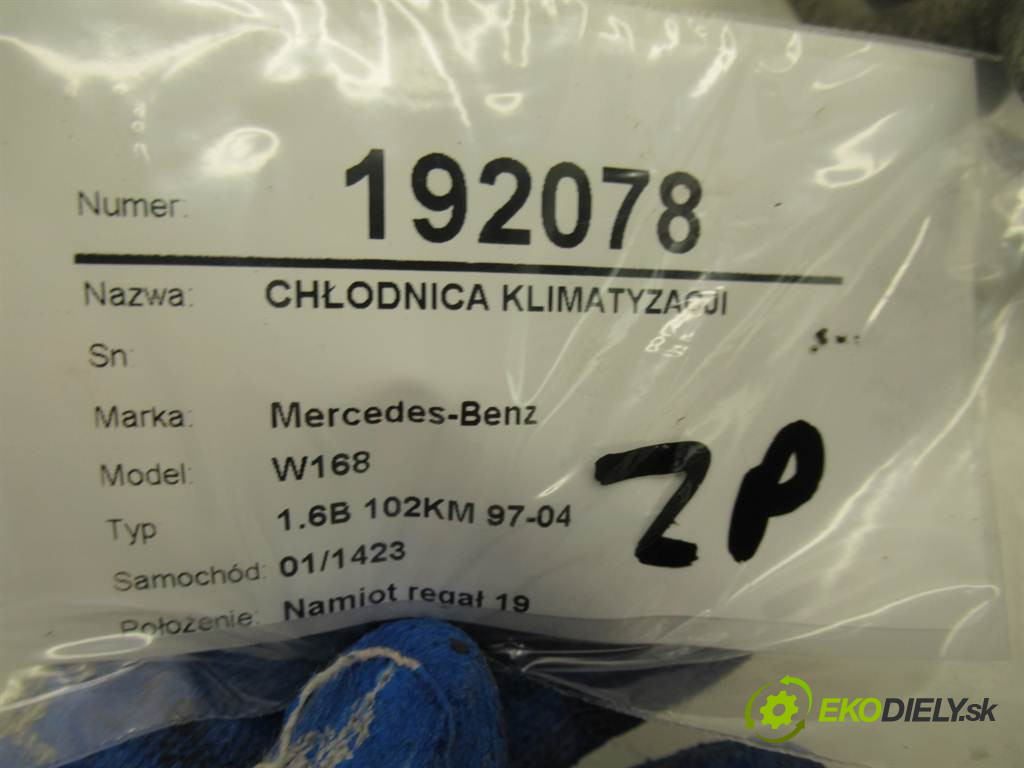 Numer: 192078
Nazwa: CHŁODNICA KLIMATYZACJI
Sn:
Marka: Mercedes-Benz
Model: W168
Typ 1.6B 102KM 97-04
Samochód: 01/1423
Położenie: Namiot regał 19
ZP
EKODIELY.sk